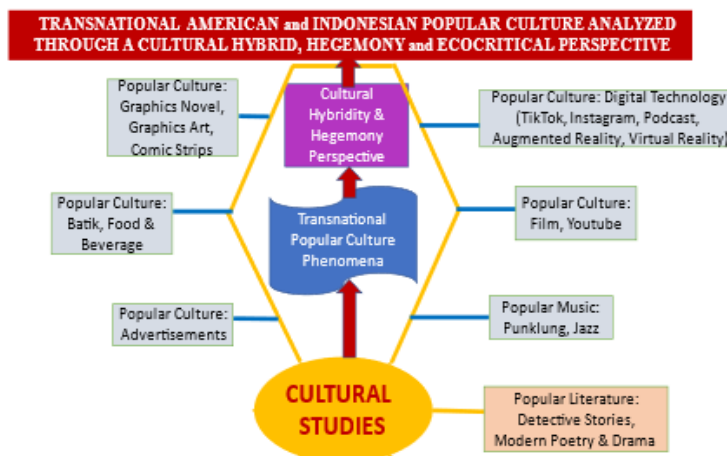 TRANSNATIONAL AMERICAN and INDONESIAN POPULAR CULTURE ANALYZED
THROUGH A CULTURAL HYBRID, HEGEMONY and ECOCRITICAL PERSPECTIVE
Popular Culture:
Graphics Novel,
Graphics Art,
Comic Strips
Cultural
Hybridity &
Hegemony
Perspective
Popular Culture: Digital Technology
(TikTok, Instagram, Podcast,
Augmented Reality, Virtual Reality)
Popular Culture:
Batik, Food &
Beverage
Transnational
Popular Culture
Phenomena
Popular Culture:
Film, Youtube
Popular Culture:
Advertisements
Popular Music:
Punklung, Jazz
CULTURAL
STUDIES
Popular Literature:
Detective Stories,
Modern Poetry & Drama